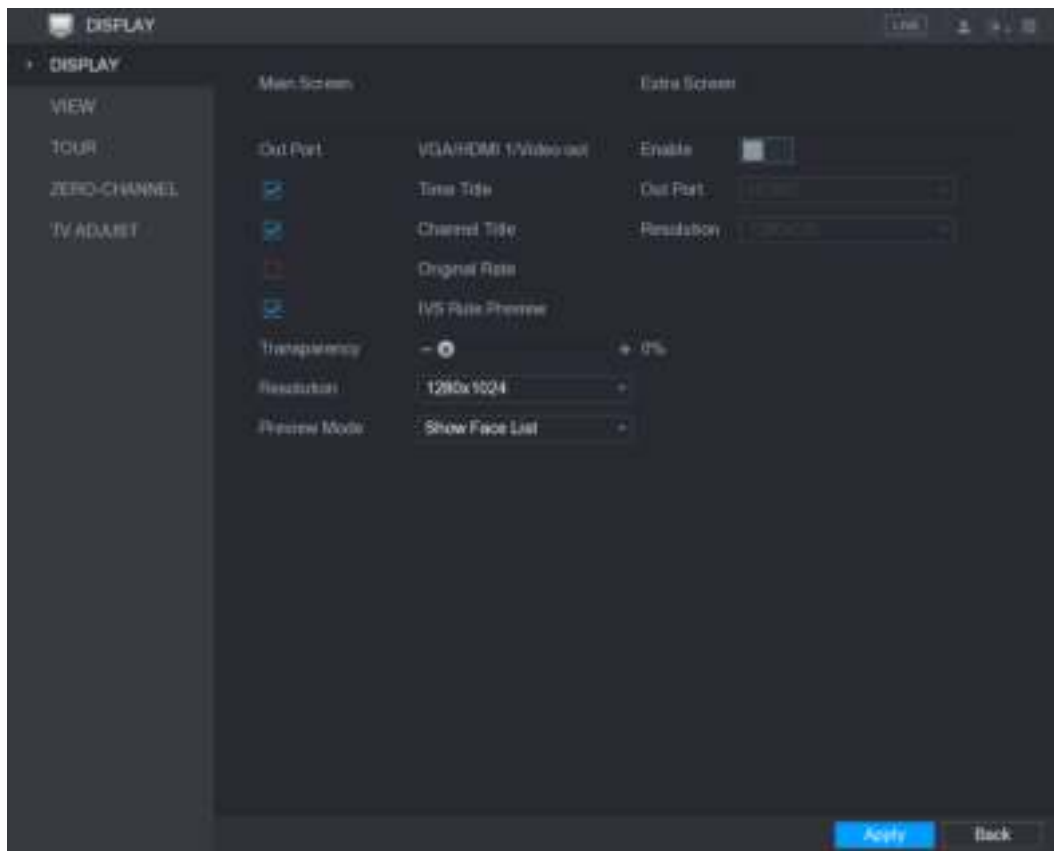 DISPLAY
LIVE
DISPLAY
VIEW
TOUR
ZERO-CHANNEL
TV ADJUST
Main Screen Extra Screen
Out Port VGA/HDMI 1/Video out Enable
Time Title Out Port
Channel Title Resolution
Original Rate
IVS Rule Preview
Transparency - + 0%
Resolution 1280x1024
Preview Mode Show Face List
Apply Back